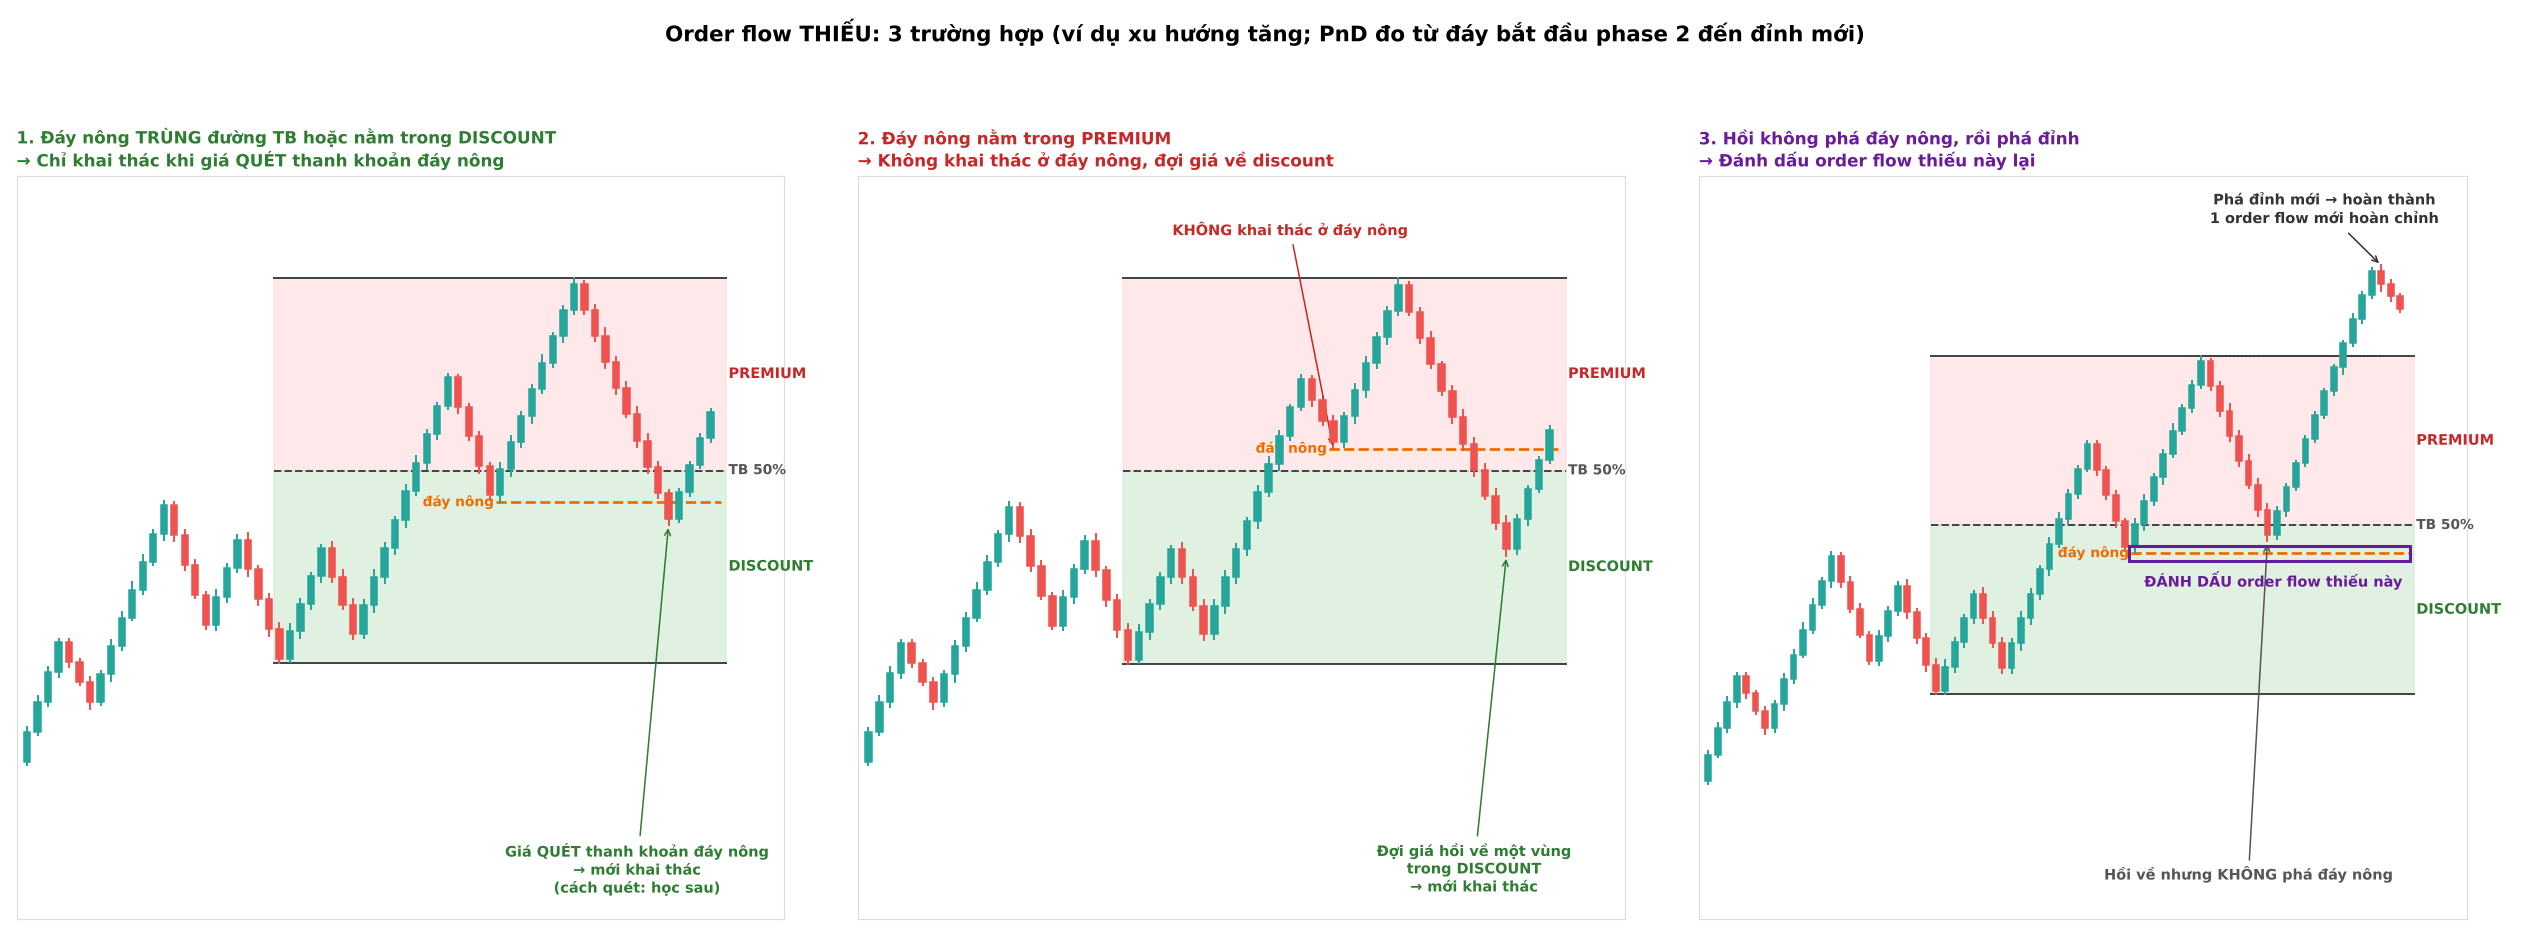 Order flow THIẾU: 3 trường hợp (ví dụ xu hướng tăng; PnD đo từ đáy bắt đầu phase 2 đến đỉnh mới)
1. Đáy nông TRÙNG đường TB hoặc nằm trong DISCOUNT
→ Chỉ khai thác khi giá QUÉT thanh khoản đáy nông
PREMIUM
TB 50%
đáy nông
DISCOUNT
Giá QUÉT thanh khoản đáy nông
→ mới khai thác
(cách quét: học sau)
2. Đáy nông nằm trong PREMIUM
→ Không khai thác ở đáy nông, đợi giá về discount
KHÔNG khai thác ở đáy nông
PREMIUM
đáy nông
TB 50%
DISCOUNT
Đợi giá hồi về một vùng
trong DISCOUNT
→ mới khai thác
3. Hồi không phá đáy nông, rồi phá đỉnh
→ Đánh dấu order flow thiếu này lại
Phá đỉnh mới → hoàn thành
1 order flow mới hoàn chỉnh
PREMIUM
TB 50%
đáy nông
ĐÁNH DẤU order flow thiếu này
DISCOUNT
Hồi về nhưng KHÔNG phá đáy nông